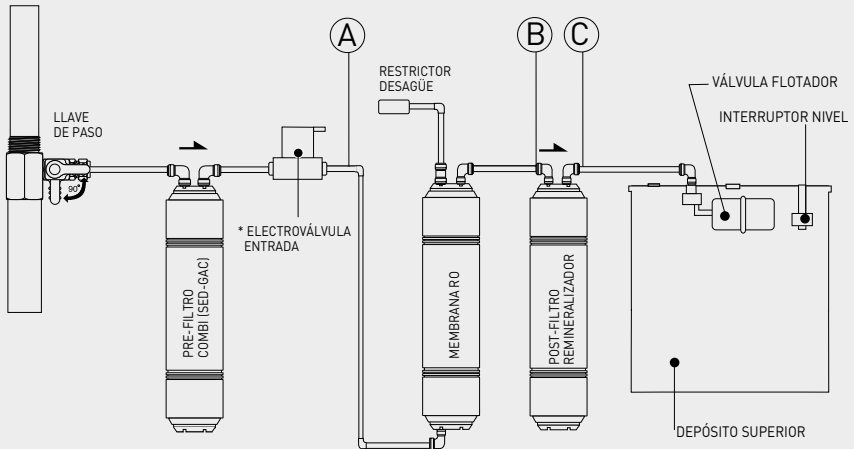 A
B
C
RESTRICTOR
DESAGÜE
VÁLVULA FLOTADOR
INTERRUPTOR NIVEL
LLAVE
DE PASO
90°
* ELECTROVÁLVULA
ENTRADA
PRE-FILTRO
COMBI (SED-GAC)
MEMBRANA RO
POST-FILTRO
REMINERALIZADOR
DEPÓSITO SUPERIOR